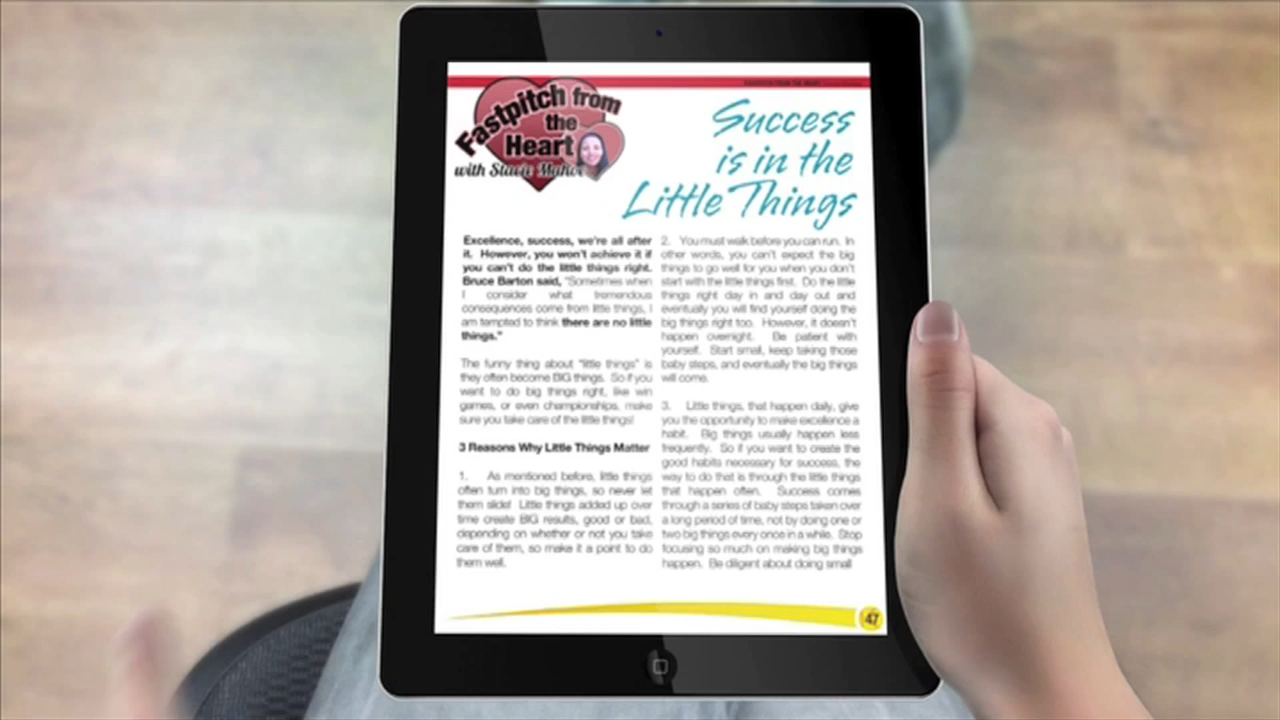 Fastpitch from
the
Heart
with Stacie
Success
is in the
Little Things
Excellence, success, we're all after
it. However, you won't achieve it if
you can't do the little things right.
Bruce Barton said, "Sometimes when
I consider what tremendous
consequences come from little things, I
am tempted to think there are no little
things."
The funny thing about "little things" is
they often become BIG things. So if you
want to do big things right, like win
games, or even championships, make
sure you take care of the little things!
3 Reasons Why Little Things Matter
1. As mentioned before, little things
often turn into big things, so never let
them slide! Little things added up over
time create BIG results, good or bad,
depending on whether or not you take
care of them, so make it a point to do
them well.
2. You must walk before you can run. In
other words, you can't expect the big
things to go well for you when you don't
start with the little things first. Do the little
things right day in and day out and
eventually you will find yourself doing the
big things right too. However, it doesn't
happen overnight. Be patient with
yourself. Start small, keep taking those
baby steps, and eventually the big things
will come.
3. Little things, that happen daily, give
you the opportunity to make excellence a
habit. Big things usually happen less
frequently. So if you want to create the
good habits necessary for success, the
way to do that is through the little things
that happen often. Success comes
through a series of baby steps taken over
a long period of time, not by doing one or
two big things every once in a while. Stop
focusing so much on making big things
happen. Be diligent about doing small
47